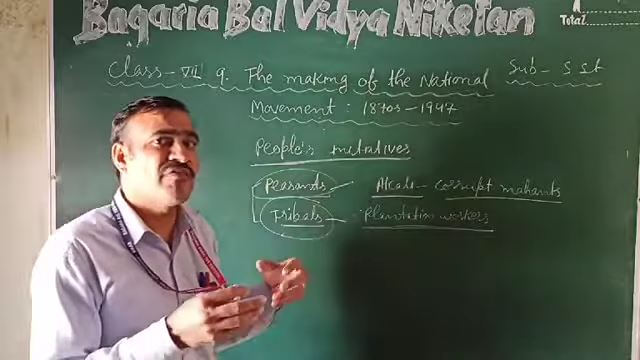 Bagaria Bal Vidya Niketan
Total
Class - VIII 9. The making of the National Sub - S St
Movement : 1870s - 1947
People's initiatives
Peasants - Akalis - Corrupt mahants
Tribals - Plantation workers